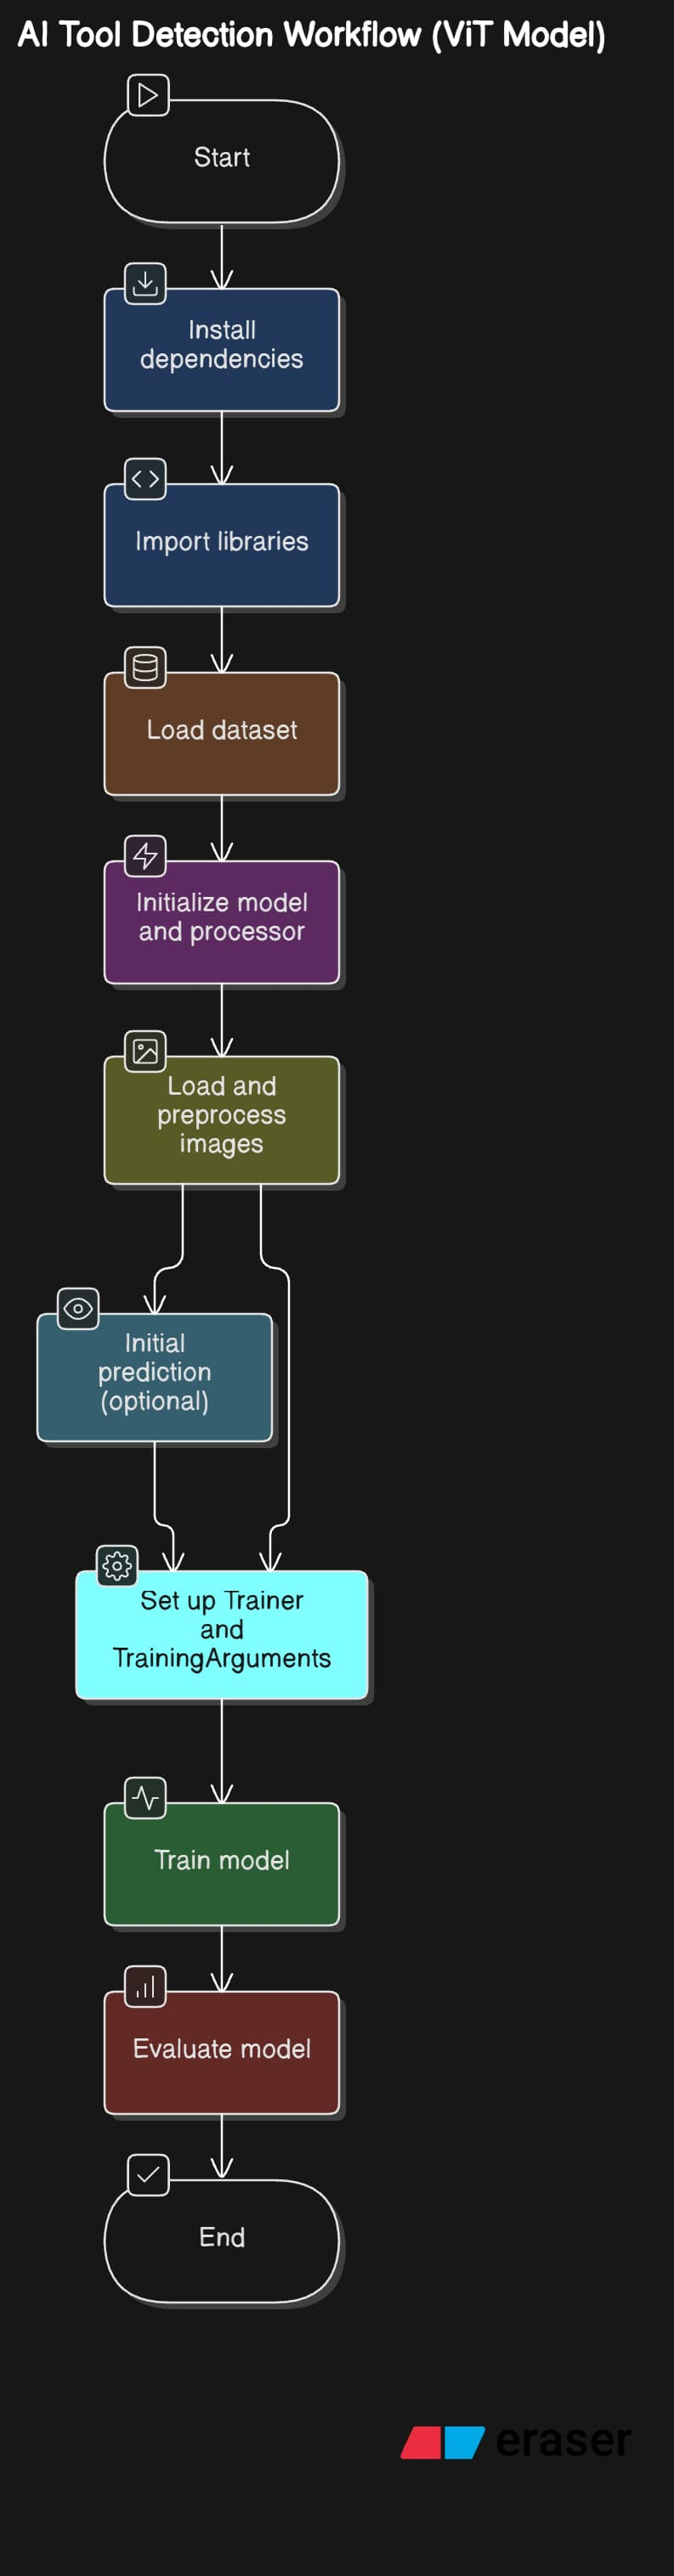 AI Tool Detection Workflow (ViT Model)
Start
Install
dependencies
Import libraries
Load dataset
Initialize model
and processor
Load and
preprocess
images
Initial
prediction
(optional)
Set up Trainer
and
TrainingArguments
Train model
Evaluate model
End
eraser